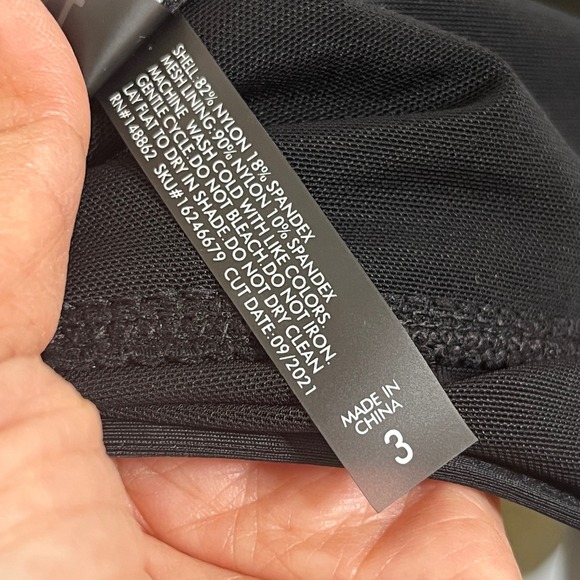 SHELL:82% NYLON 18% SPANDEX
MESH LINING:90% NYLON 10% SPANDEX
MACHINE WASH COLD WITH LIKE COLORS.
GENTLE CYCLE.DO NOT BLEACH.DO NOT IRON.
LAY FLAT TO DRY IN SHADE.DO NOT DRY CLEAN
RN#148862 SKU#16246679 CUT DATE:09/2021
MADE IN
CHINA
3